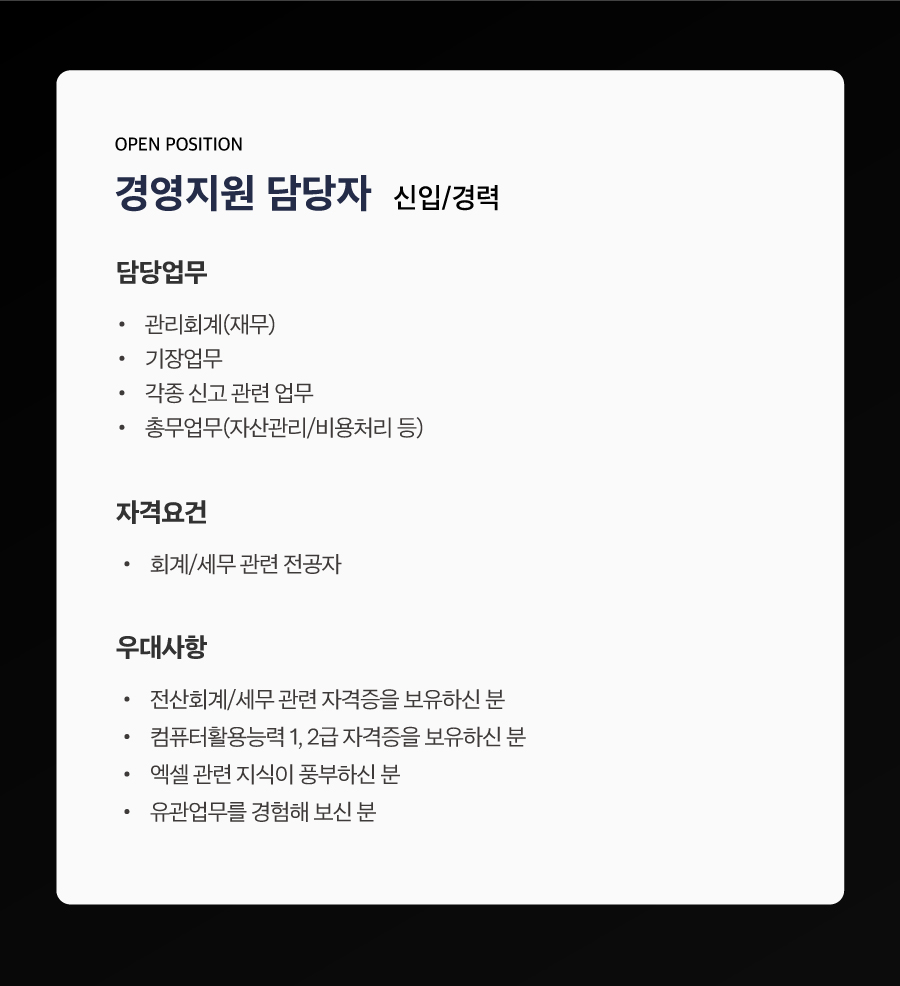 OPEN POSITION
경영지원 담당자 신입/경력
담당업무
• 관리회계(재무)
• 기장업무
• 각종 신고 관련 업무
• 총무업무(자산관리/비용처리 등)
자격요건
• 회계/세무 관련 전공자
우대사항
• 전산회계/세무 관련 자격증을 보유하신 분
• 컴퓨터활용능력 1, 2급 자격증을 보유하신 분
• 엑셀 관련 지식이 풍부하신 분
• 유관업무를 경험해 보신 분